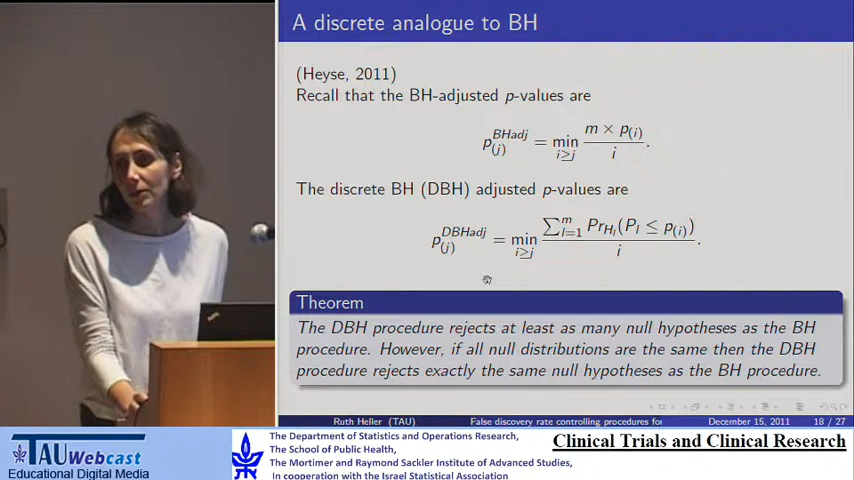 A discrete analogue to BH
(Heyse, 2011)
Recall that the BH-adjusted p-values are
p_{(j)}^{BHadj} = min_{i≥j} \frac{m × p_{(i)}}{i}.
The discrete BH (DBH) adjusted p-values are
p_{(j)}^{DBHadj} = min_{i≥j} \frac{\sum_{l=1}^{m} Pr_{H_l}(P_l ≤ p_{(i)})}{i}.
Theorem
The DBH procedure rejects at least as many null hypotheses as the BH
procedure. However, if all null distributions are the same then the DBH
procedure rejects exactly the same null hypotheses as the BH procedure.
Ruth Heller (TAU) False discovery rate controlling procedures for December 15, 2011 18 / 27
TAU Webcast
Educational Digital Media
The Department of Statistics and Operations Research,
The School of Public Health,
The Mortimer and Raymond Sackler Institute of Advanced Studies,
In cooperation with the Israel Statistical Association
Clinical Trials and Clinical Research